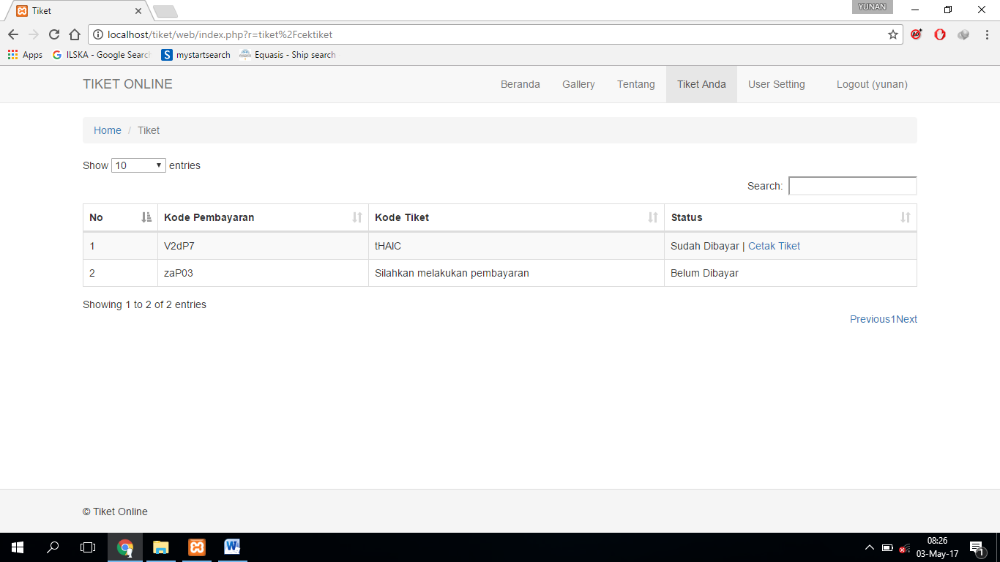 Tiket
YUNAN
localhost/tiket/web/index.php?r=tiket%2Fcektiket
Apps ILSKA - Google Search mystartsearch Equasis - Ship search
TIKET ONLINE Beranda Gallery Tentang Tiket Anda User Setting Logout (yunan)
Home / Tiket
Show 10 entries
Search:
No Kode Pembayaran Kode Tiket Status
1 V2dP7 tHAIC Sudah Dibayar | Cetak Tiket
2 zaP03 Silahkan melakukan pembayaran Belum Dibayar
Showing 1 to 2 of 2 entries
Previous1Next
© Tiket Online
08:26
03-May-17
1